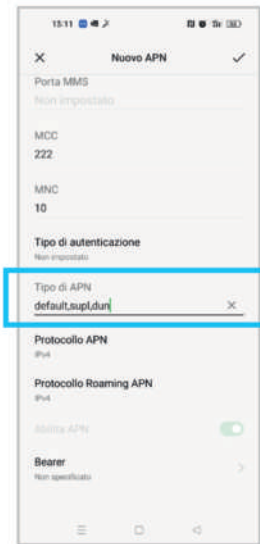 15:11
Nuovo APN
Porta MMS
Non impostato
MCC
222
MNC
10
Tipo di autenticazione
Non impostato
Tipo di APN
default,supl,dun
Protocollo APN
IPv4
Protocollo Roaming APN
IPv4
Abilita APN
Bearer
Non specificato